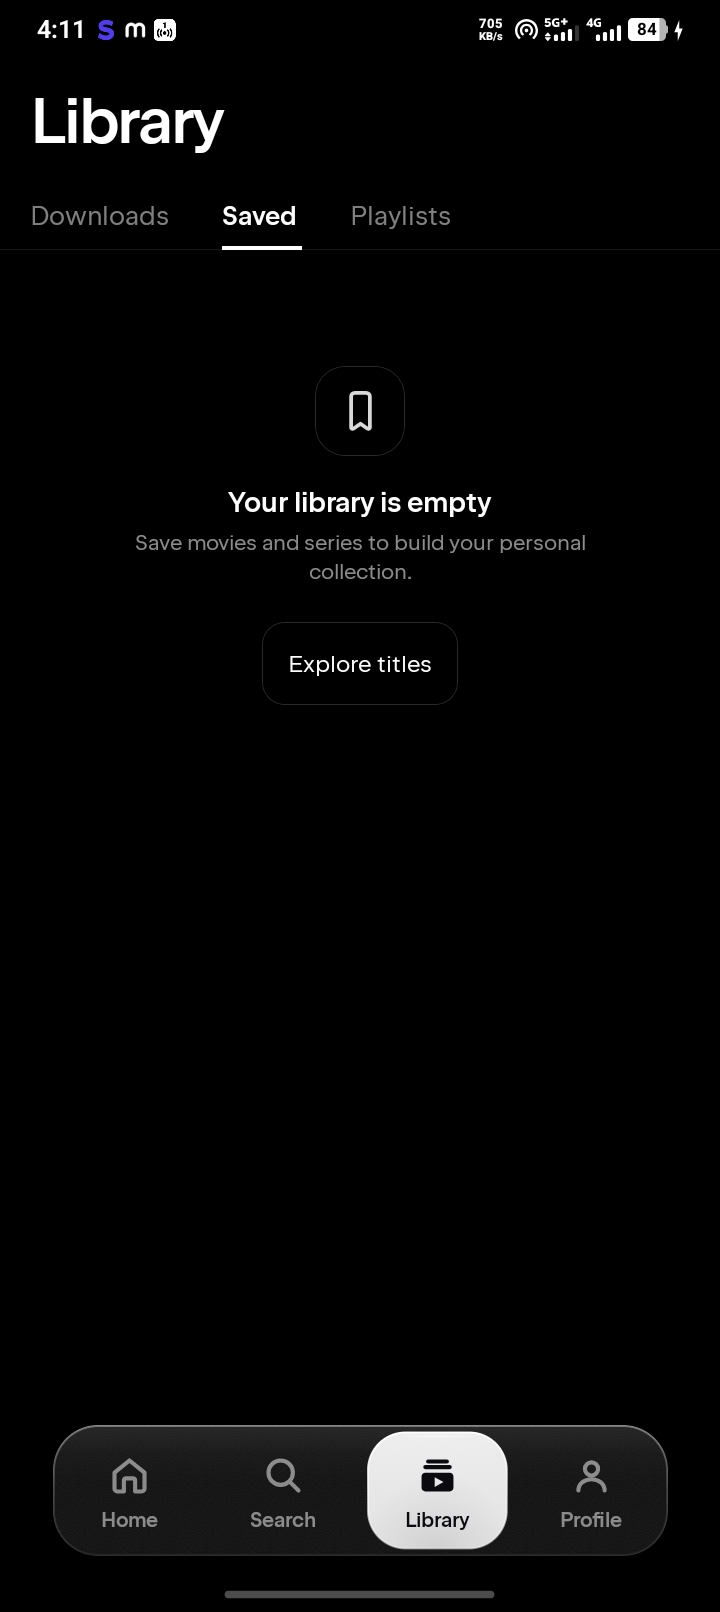 4:11 S m 1 705 KB/s 5G+ 4G 84
Library
Downloads Saved Playlists
Your library is empty
Save movies and series to build your personal
collection.
Explore titles
Home Search Library Profile